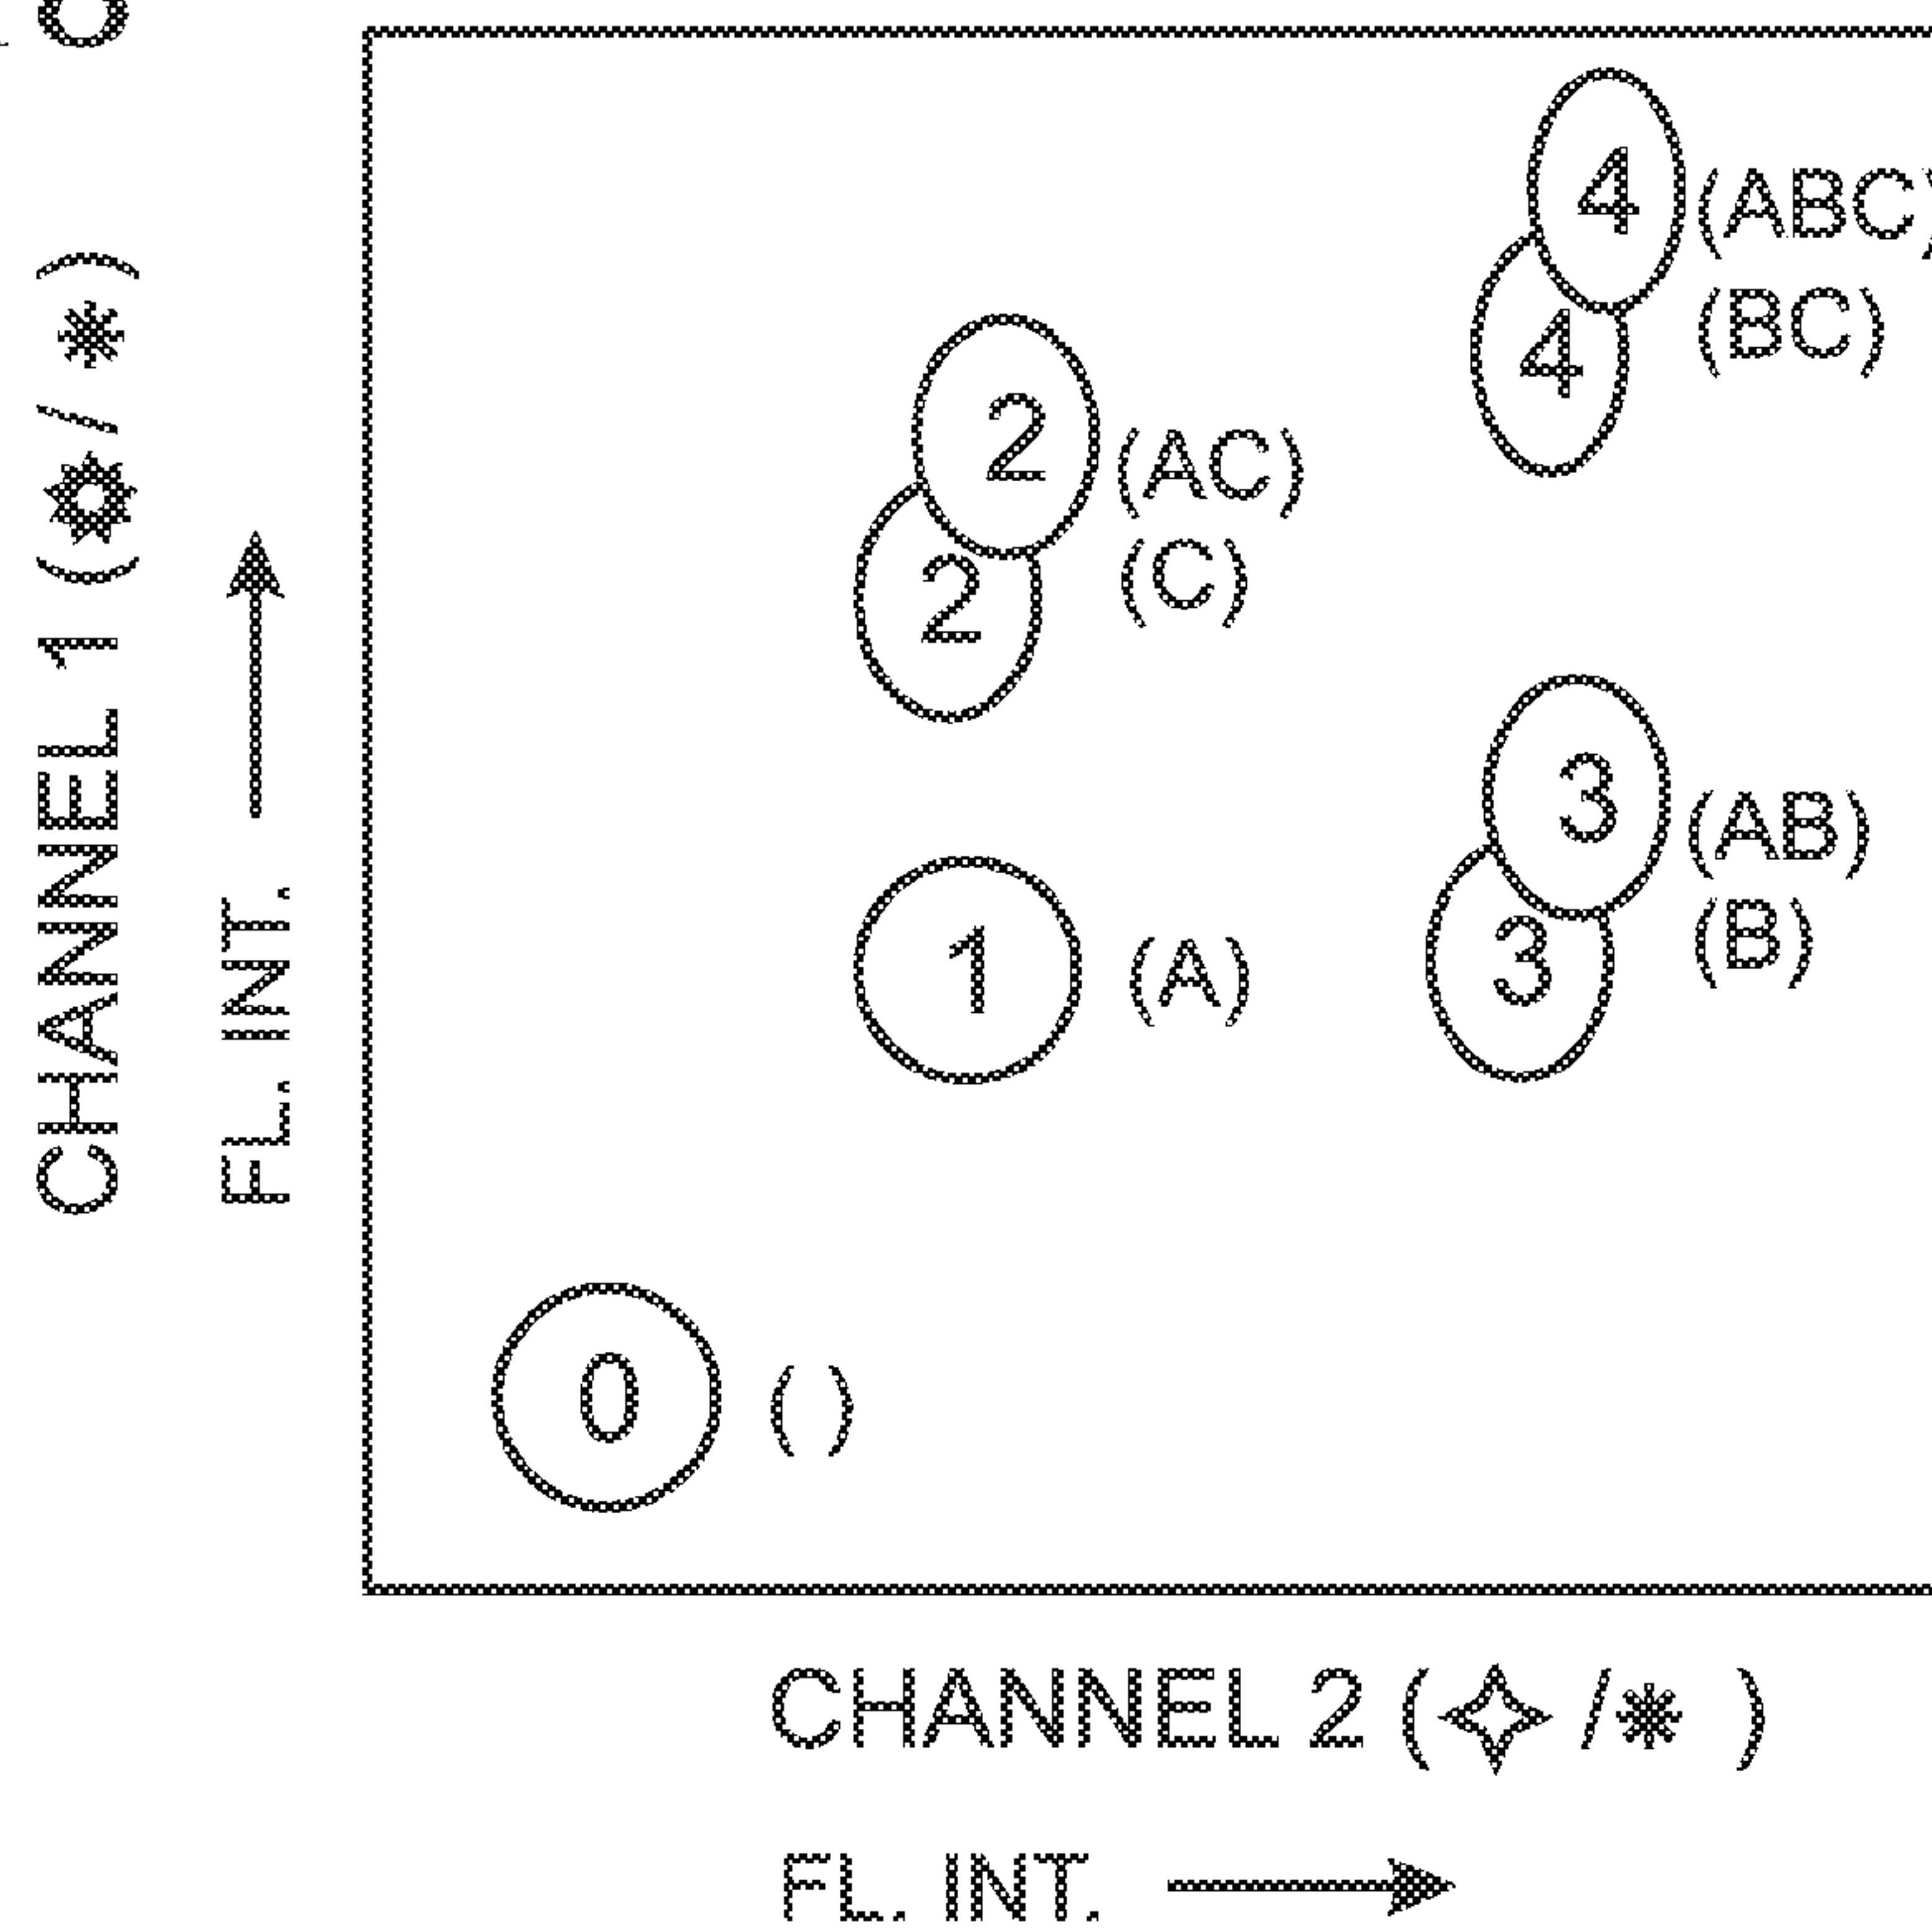 CHANNEL 1 (✹/✳)
FL. INT.
4 (ABC)
4 (BC)
2 (AC)
2 (C)
3 (AB)
3 (B)
1 (A)
0 ( )
CHANNEL 2 (✧/✳ )
FL. INT.